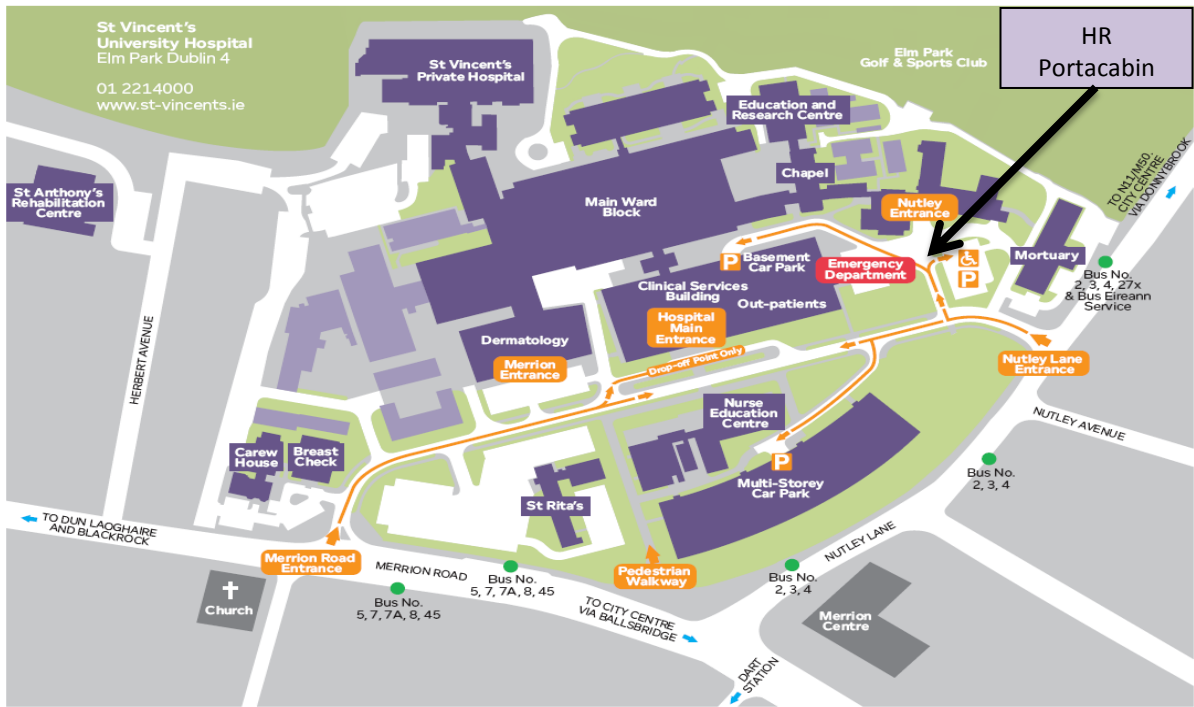 St Vincent's
University Hospital
Elm Park Dublin 4
01 2214000
www.st-vincents.ie
HR
Portacabin
Elm Park
Golf & Sports Club
St Vincent's
Private Hospital
Education and
Research Centre
Chapel
Main Ward
Block
Nutley
Entrance
St Anthony's
Rehabilitation
Centre
TO N11/M50.
CITY CENTRE
VIA DONNYBROOK
Mortuary
Bus No.
2, 3, 4, 27x
& Bus Eireann
Service
P
Basement
Car Park
Emergency
Department
P
Clinical Services
Building
Out-patients
Hospital
Main
Entrance
Dermatology
Merrion
Entrance
Drop-off Point Only
Nutley Lane
Entrance
HERBERT AVENUE
NUTLEY AVENUE
Nurse
Education
Centre
P
Multi-Storey
Car Park
Carew
House
Breast
Check
St Rita's
Bus No.
2, 3, 4
TO DUN LAOGHAIRE
AND BLACKROCK
Merrion Road
Entrance
MERRION ROAD
Bus No.
5, 7, 7A, 8, 45
Bus No.
5, 7, 7A, 8, 45
Pedestrian
Walkway
NUTLEY LANE
Bus No.
2, 3, 4
Church
TO CITY CENTRE
VIA BALLSBRIDGE
Merrion
Centre
DART
STATION